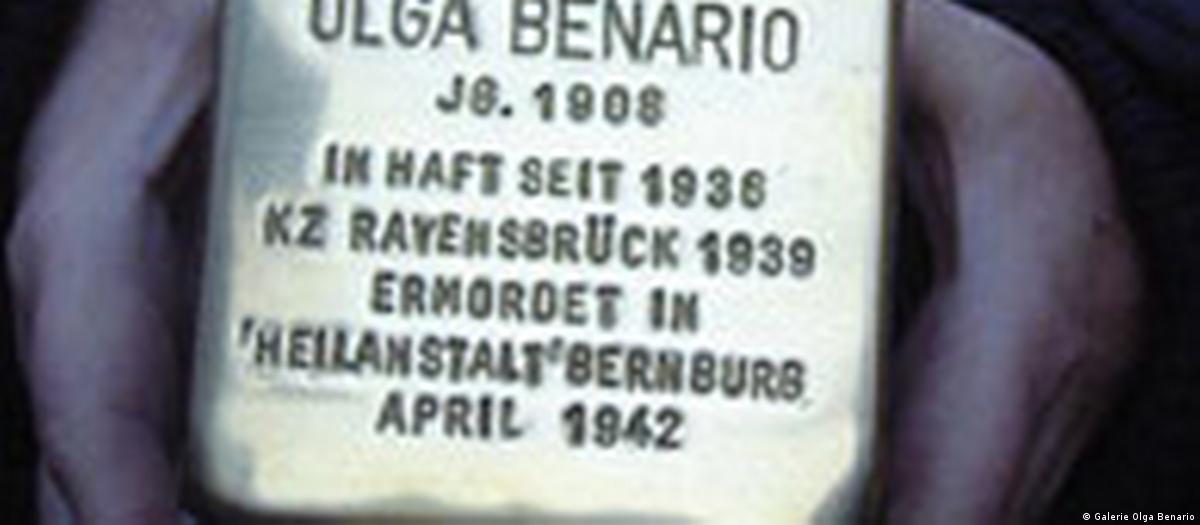 OLGA BENARIO
JG. 1908
IN HAFT SEIT 1936
KZ RAVENSBRÜCK 1939
ERMORDET IN
"HEILANSTALT" BERNBURG
APRIL 1942
© Galerie Olga Benario